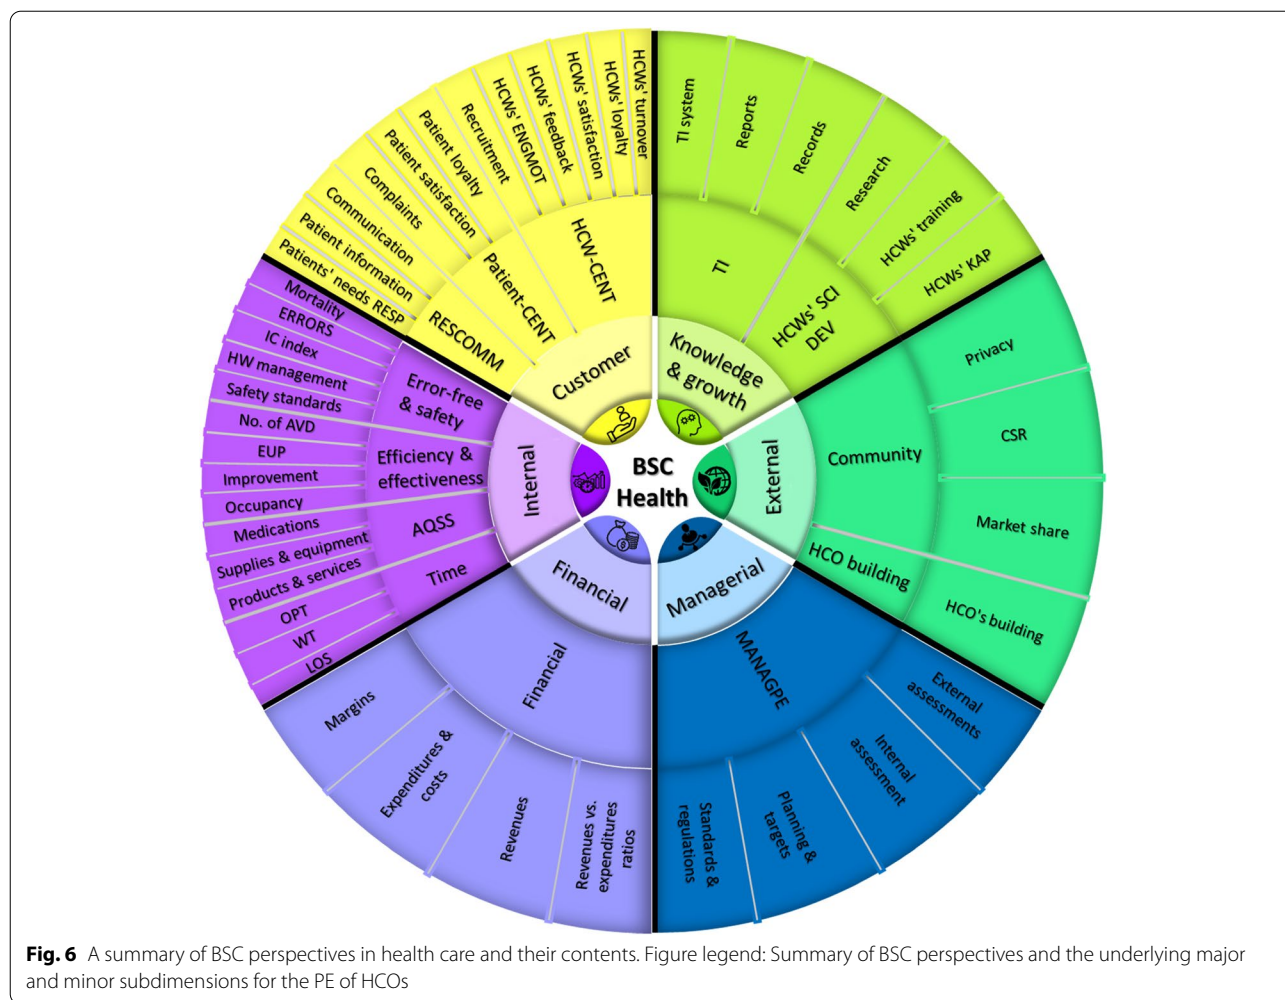 BSC
Health
Customer
RESCOMM
Patient-CENT
HCW-CENT
Patients' needs RESP
Patient information
Communication
Complaints
Patient satisfaction
Patient loyalty
Recruitment
HCWs' ENGMOT
HCWs' feedback
HCWs' satisfaction
HCWs' loyalty
HCWs' turnover
Knowledge
& growth
TI
HCWs' SCI
DEV
TI system
Reports
Records
Research
HCWs' training
HCWs' KAP
External
Community
HCO building
Privacy
CSR
Market share
HCO's building
Managerial
MANAGPE
External
assessments
Internal
assessment
Planning &
targets
Standards &
regulations
Financial
Financial
Revenues vs.
expenditures
ratios
Revenues
Expenditures &
costs
Margins
Internal
Error-free
& safety
Efficiency &
effectiveness
AQSS
Time
Mortality
ERRORS
IC index
HW management
Safety standards
No. of AVD
EUP
Improvement
Occupancy
Medications
Supplies & equipment
Products & services
OPT
WT
LOS
Fig. 6 A summary of BSC perspectives in health care and their contents. Figure legend: Summary of BSC perspectives and the underlying major
and minor subdimensions for the PE of HCOs